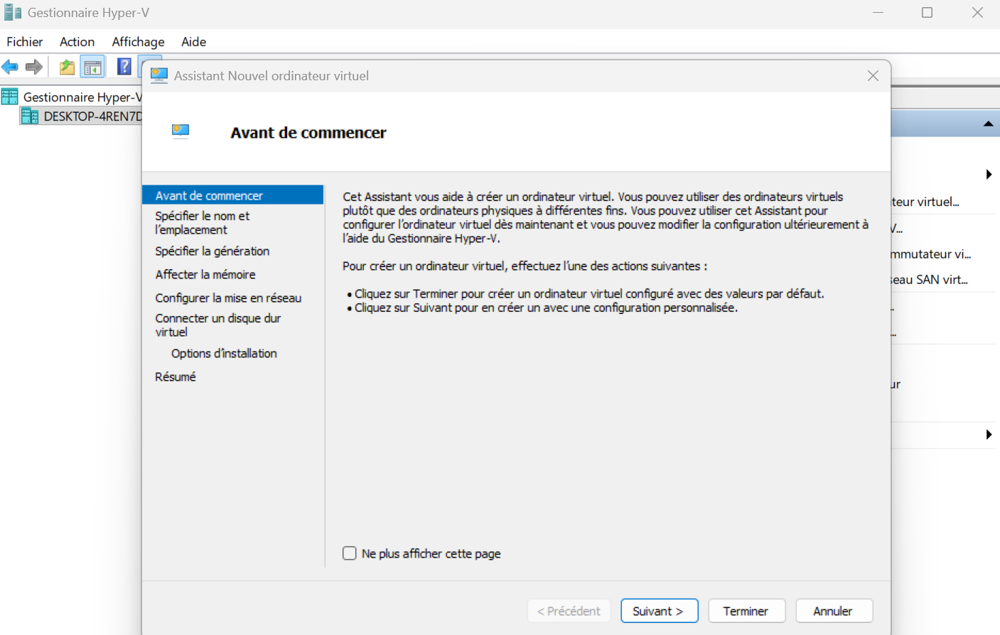 Gestionnaire Hyper-V
Fichier Action Affichage Aide
Assistant Nouvel ordinateur virtuel
Gestionnaire Hyper-V
DESKTOP-4REN7D
Avant de commencer
Avant de commencer
Spécifier le nom et
l'emplacement
Spécifier la génération
Affecter la mémoire
Configurer la mise en réseau
Connecter un disque dur
virtuel
Options d'installation
Résumé
Cet Assistant vous aide à créer un ordinateur virtuel. Vous pouvez utiliser des ordinateurs virtuels
plutôt que des ordinateurs physiques à différentes fins. Vous pouvez utiliser cet Assistant pour
configurer l'ordinateur virtuel dès maintenant et vous pouvez modifier la configuration ultérieurement à
l'aide du Gestionnaire Hyper-V.
Pour créer un ordinateur virtuel, effectuez l'une des actions suivantes :
• Cliquez sur Terminer pour créer un ordinateur virtuel configuré avec des valeurs par défaut.
• Cliquez sur Suivant pour en créer un avec une configuration personnalisée.
Ne plus afficher cette page
< Précédent Suivant > Terminer Annuler
teur virtuel...
V...
mmutateur vi...
seau SAN virt...
...
...
ur